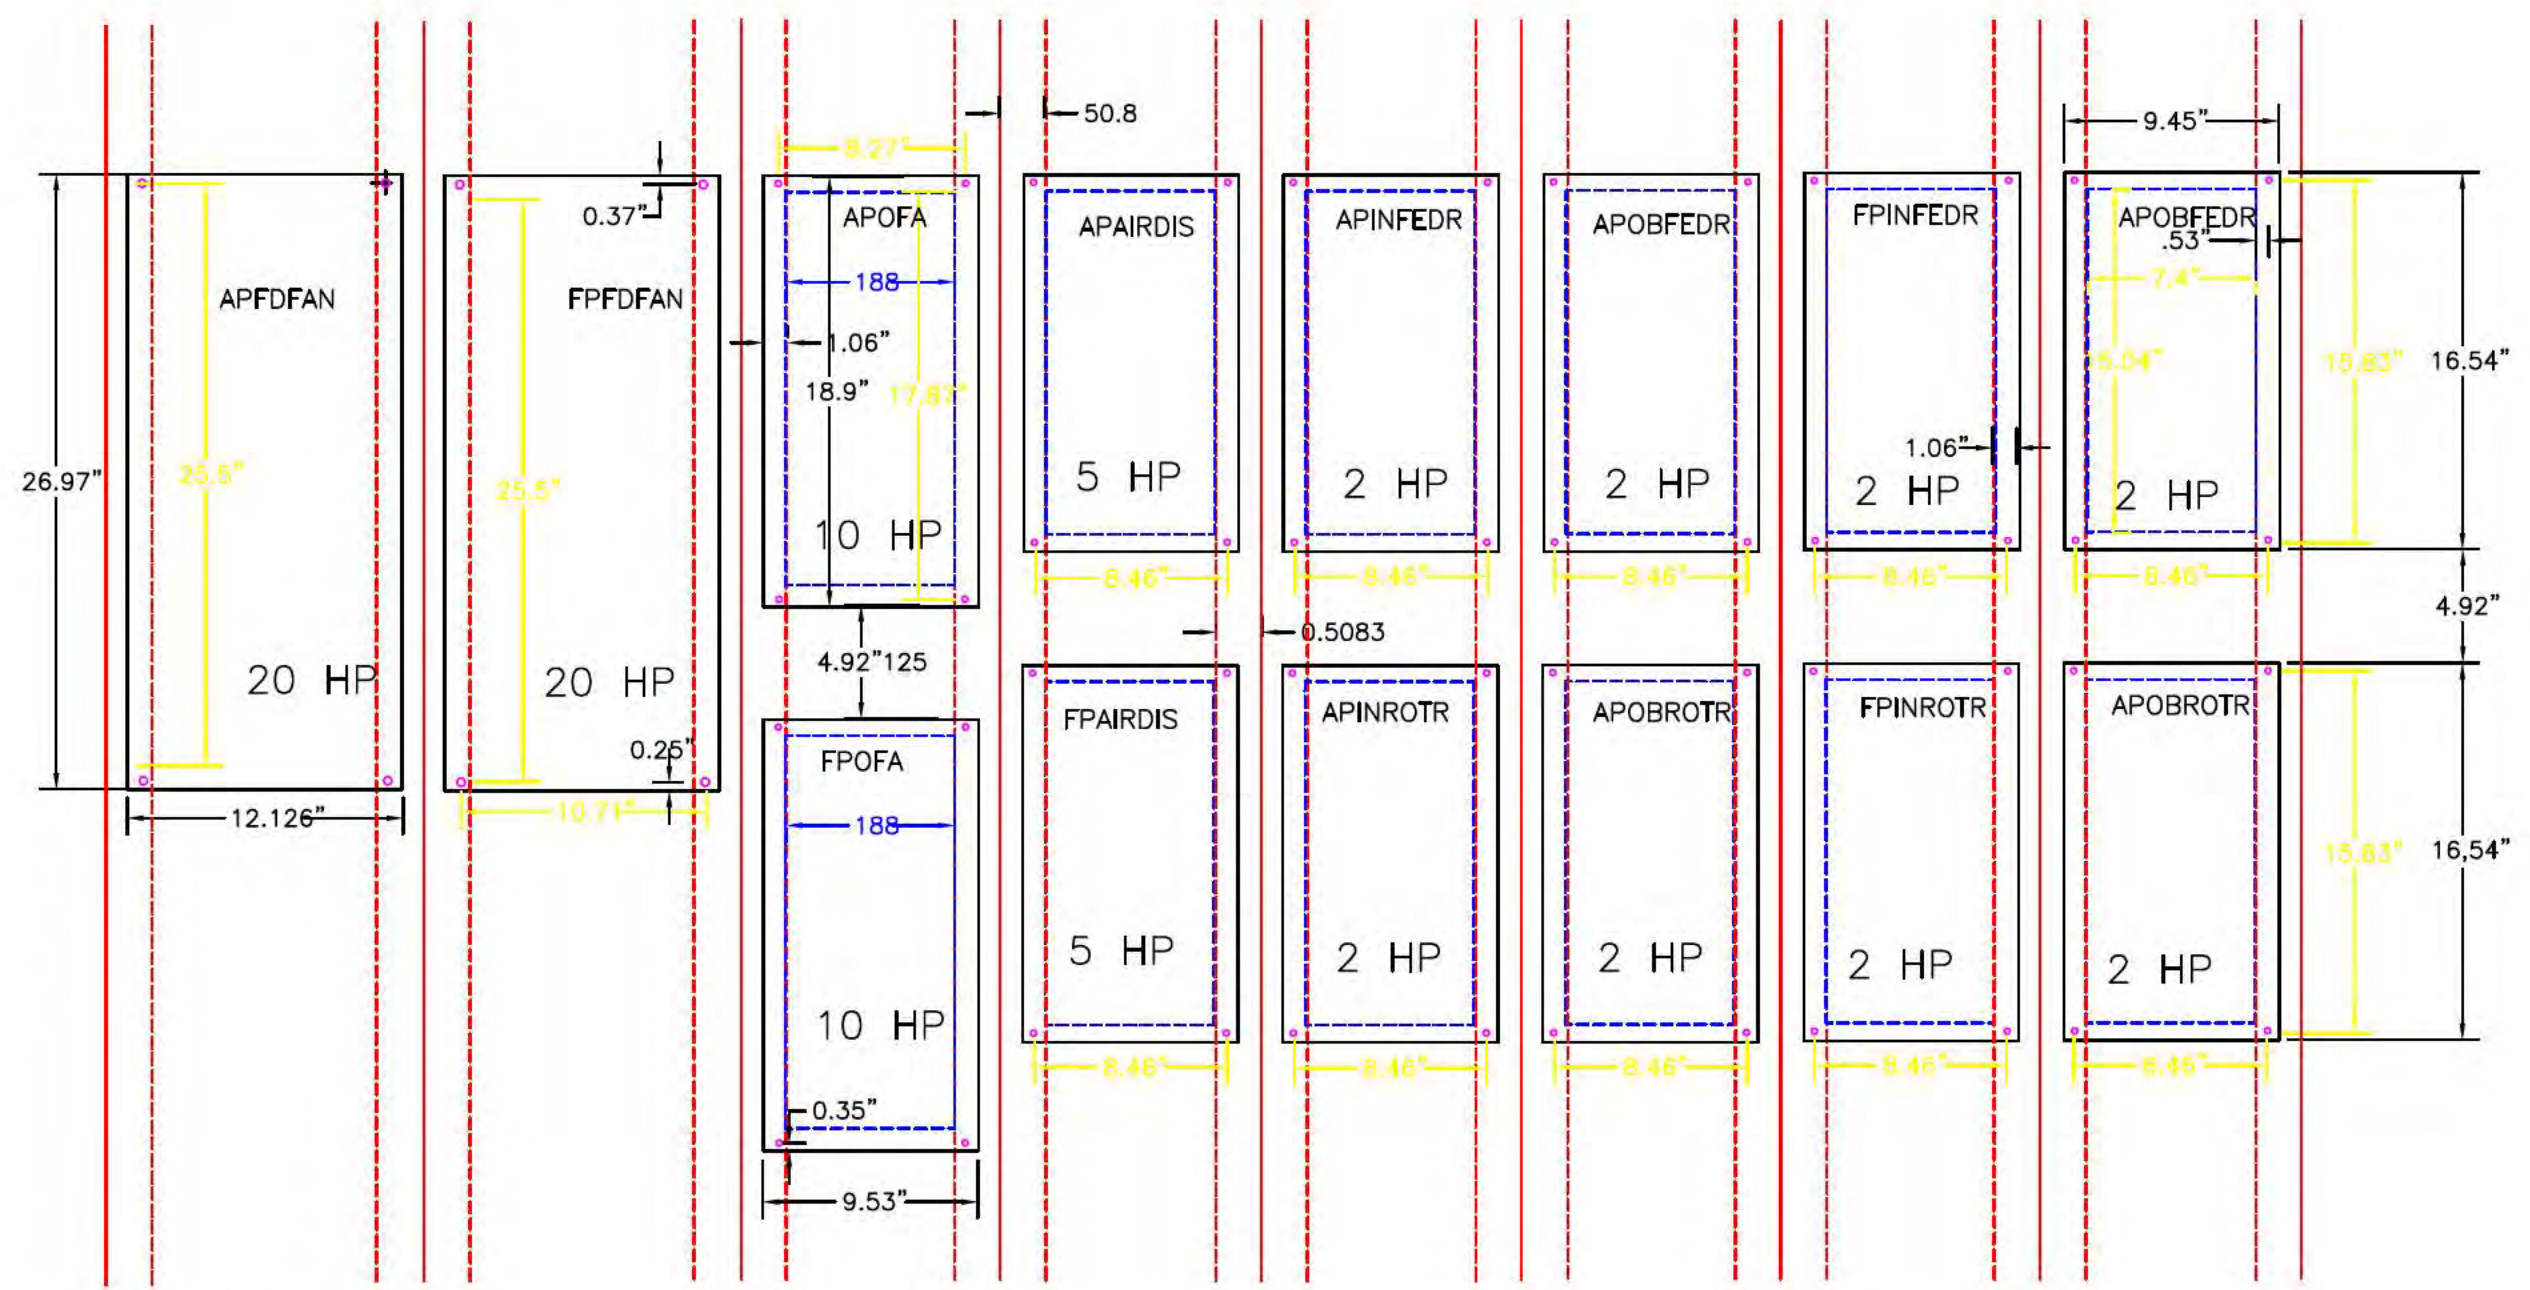 50.8
9.45"
8.27"
0.37"
APOFA
APAIRDIS
APINFEDR
APOBFEDR
FPINFEDR
APOBFEDR
.53"
APFDFAN
FPFDFAN
188
7.4"
1.06"
18.9"
17.87"
15.04"
15.83"
16.54"
26.97"
25.5"
25.5"
1.06"
5 HP
2 HP
2 HP
2 HP
2 HP
10 HP
8.46"
8.46"
8.46"
8.46"
8.46"
4.92"
0.5083
4.92"125
20 HP
20 HP
FPAIRDIS
APINROTR
APOBROTR
FPINROTR
APOBROTR
0.25"
FPOFA
12.126"
10.71"
188
15.83"
16,54"
5 HP
2 HP
2 HP
2 HP
2 HP
10 HP
8.46"
8.46"
8.46"
8.46"
8.46"
0.35"
9.53"